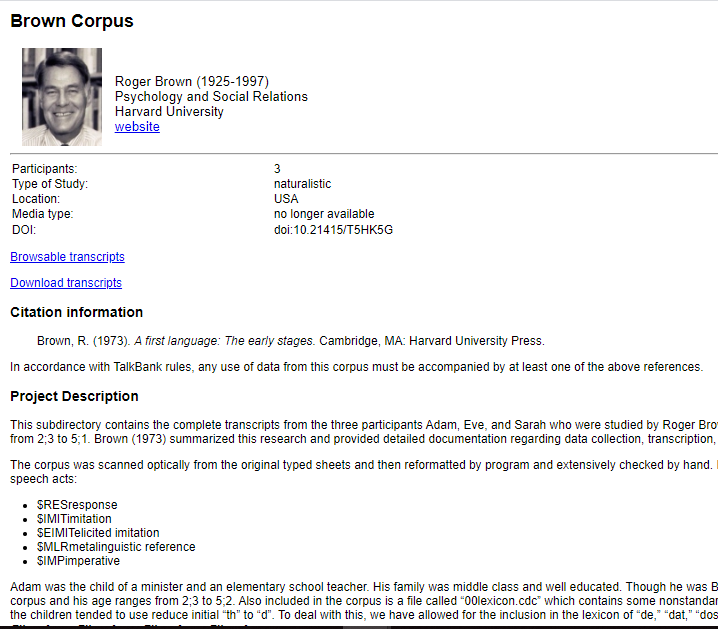 Brown Corpus
Roger Brown (1925-1997)
Psychology and Social Relations
Harvard University
website
Participants: 3
Type of Study: naturalistic
Location: USA
Media type: no longer available
DOI: doi:10.21415/T5HK5G
Browsable transcripts
Download transcripts
Citation information
Brown, R. (1973). A first language: The early stages. Cambridge, MA: Harvard University Press.
In accordance with TalkBank rules, any use of data from this corpus must be accompanied by at least one of the above references.
Project Description
This subdirectory contains the complete transcripts from the three participants Adam, Eve, and Sarah who were studied by Roger Bro
from 2;3 to 5;1. Brown (1973) summarized this research and provided detailed documentation regarding data collection, transcription,
The corpus was scanned optically from the original typed sheets and then reformatted by program and extensively checked by hand.
speech acts:
• $RESresponse
• $IMITimitation
• $EIMITelicited imitation
• $MLRmetalinguistic reference
• $IMPimperative
Adam was the child of a minister and an elementary school teacher. His family was middle class and well educated. Though he was B
corpus and his age ranges from 2;3 to 5;2. Also included in the corpus is a file called “00lexicon.cdc” which contains some nonstandar
the children tended to use reduce initial “th” to “d”. To deal with this, we have allowed for the inclusion in the lexicon of “de,” “dat,” “dos